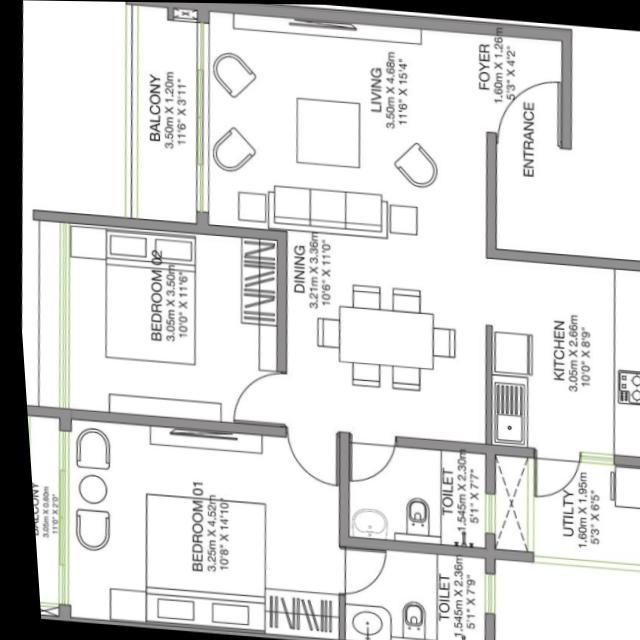 BALCONY
3.50m X 1.20m
11'6" X 3'11"
LIVING
3.50m X 4.68m
11'6" X 15'4"
FOYER
1.60m X 1.26m
5'3" X 4'2"
ENTRANCE
BEDROOM 02
3.05m X 3.50m
10'0" X 11'6"
DINING
3.21m X 3.36m
10'6" X 11'0"
KITCHEN
3.05m X 2.66m
10'0" X 8'9"
BALCONY
3.05m X 0.60m
11'0" X 2'0"
BEDROOM 01
3.25m X 4.52m
10'8" X 14'10"
TOILET
1.545m X 2.30m
5'1" X 7'7"
UTILTY
1.60m X 1.95m
5'3" X 6'5"
TOILET
1.545m X 2.36m
5'1" X 7'9"